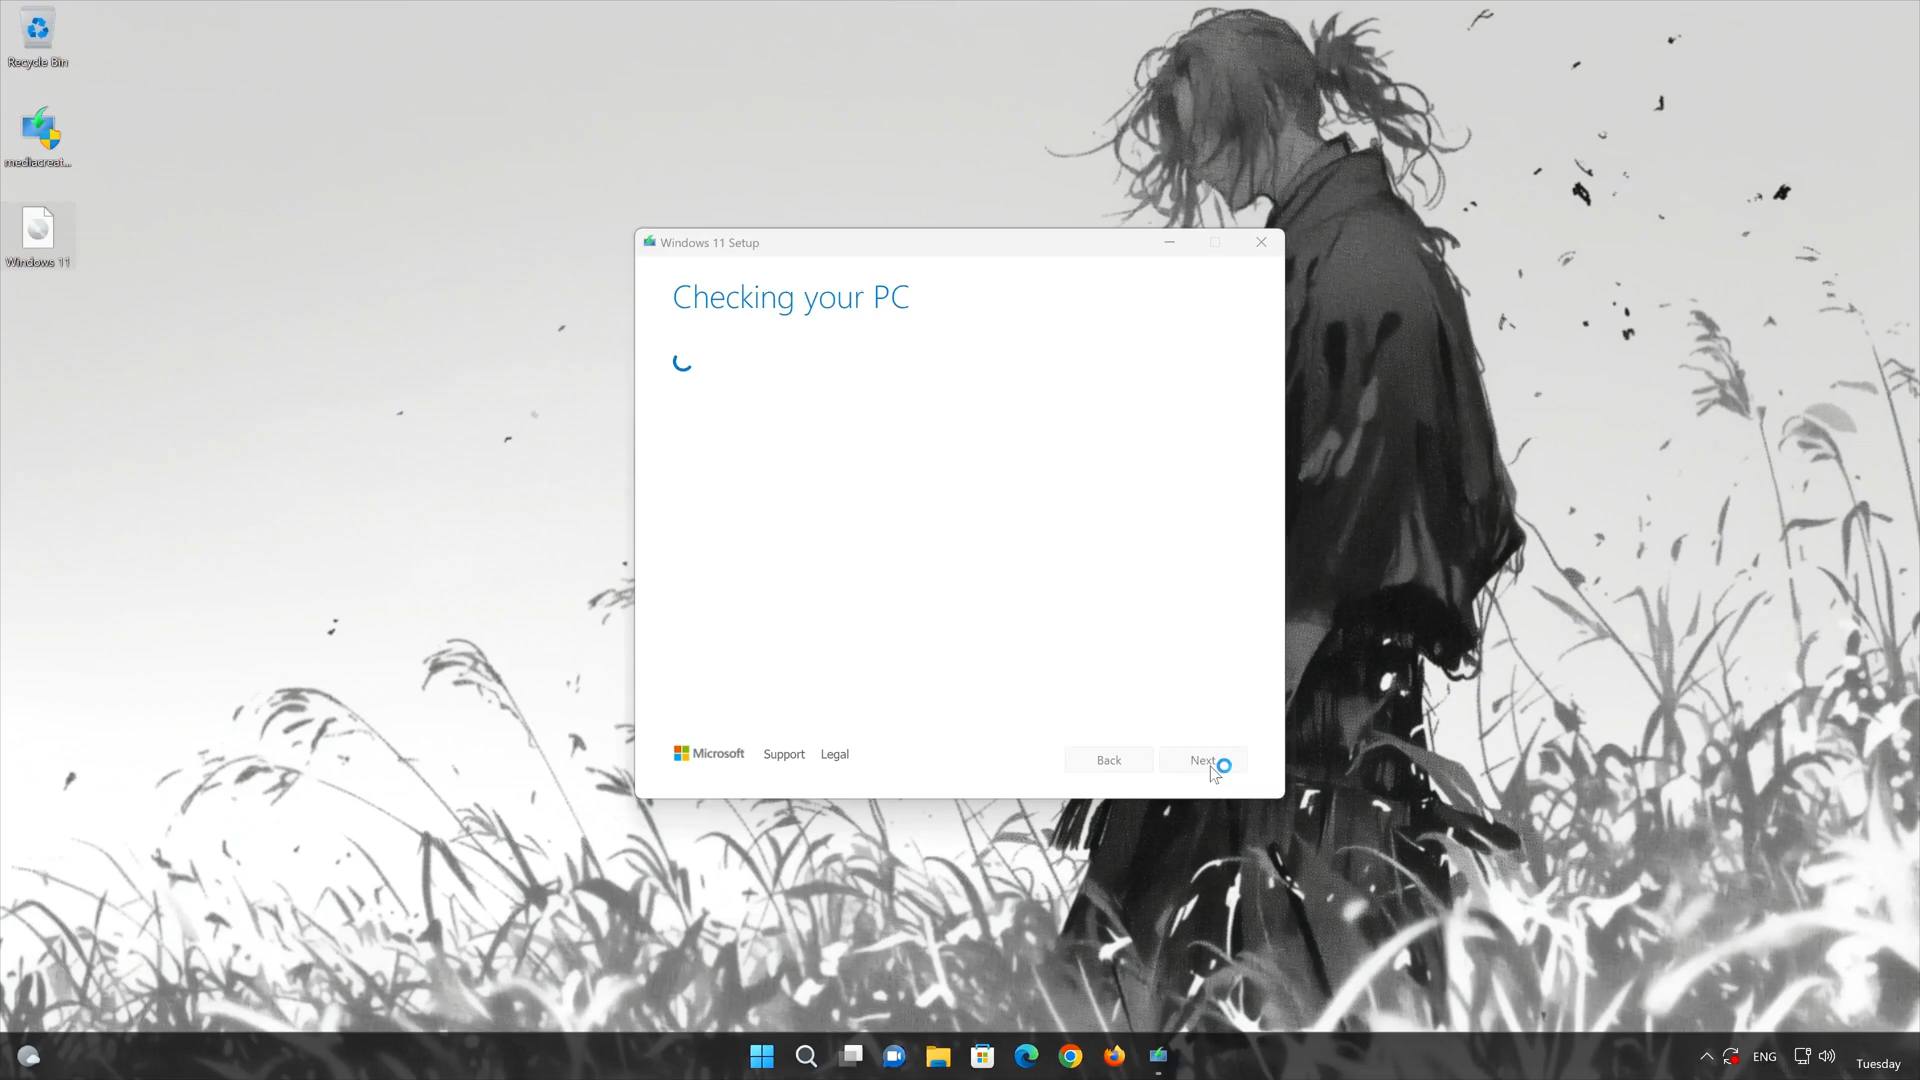 Recycle Bin
mediacreat...
Windows 11
Windows 11 Setup
Checking your PC
Microsoft
Support
Legal
Back
Next
ENG
Tuesday